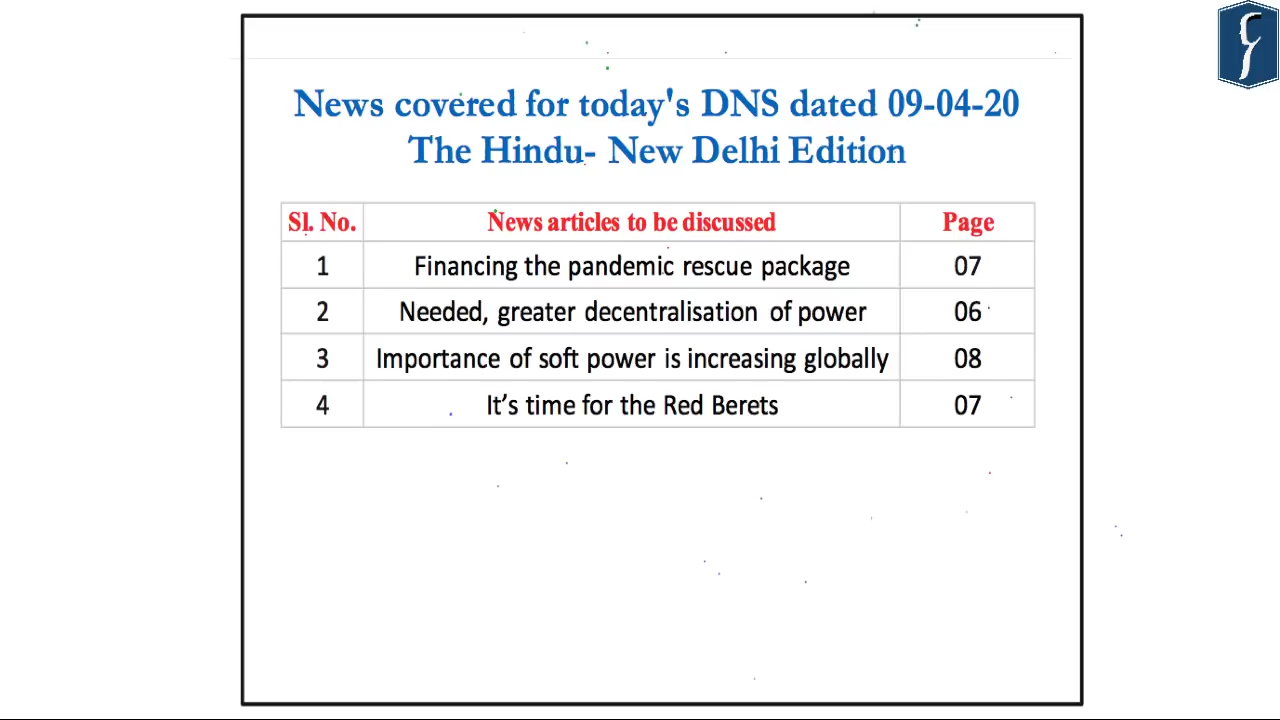 News covered for today's DNS dated 09-04-20
The Hindu- New Delhi Edition
Sl. No. News articles to be discussed Page
1 Financing the pandemic rescue package 07
2 Needed, greater decentralisation of power 06
3 Importance of soft power is increasing globally 08
4 It’s time for the Red Berets 07